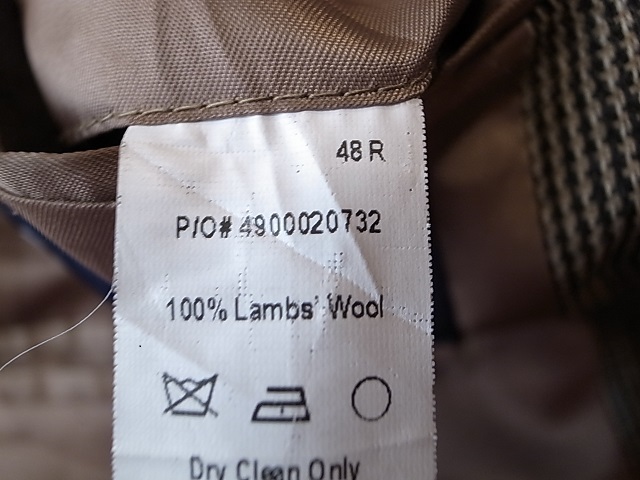 48 R
P/O# 4900020732
100% Lambs' Wool
Dry Clean Only